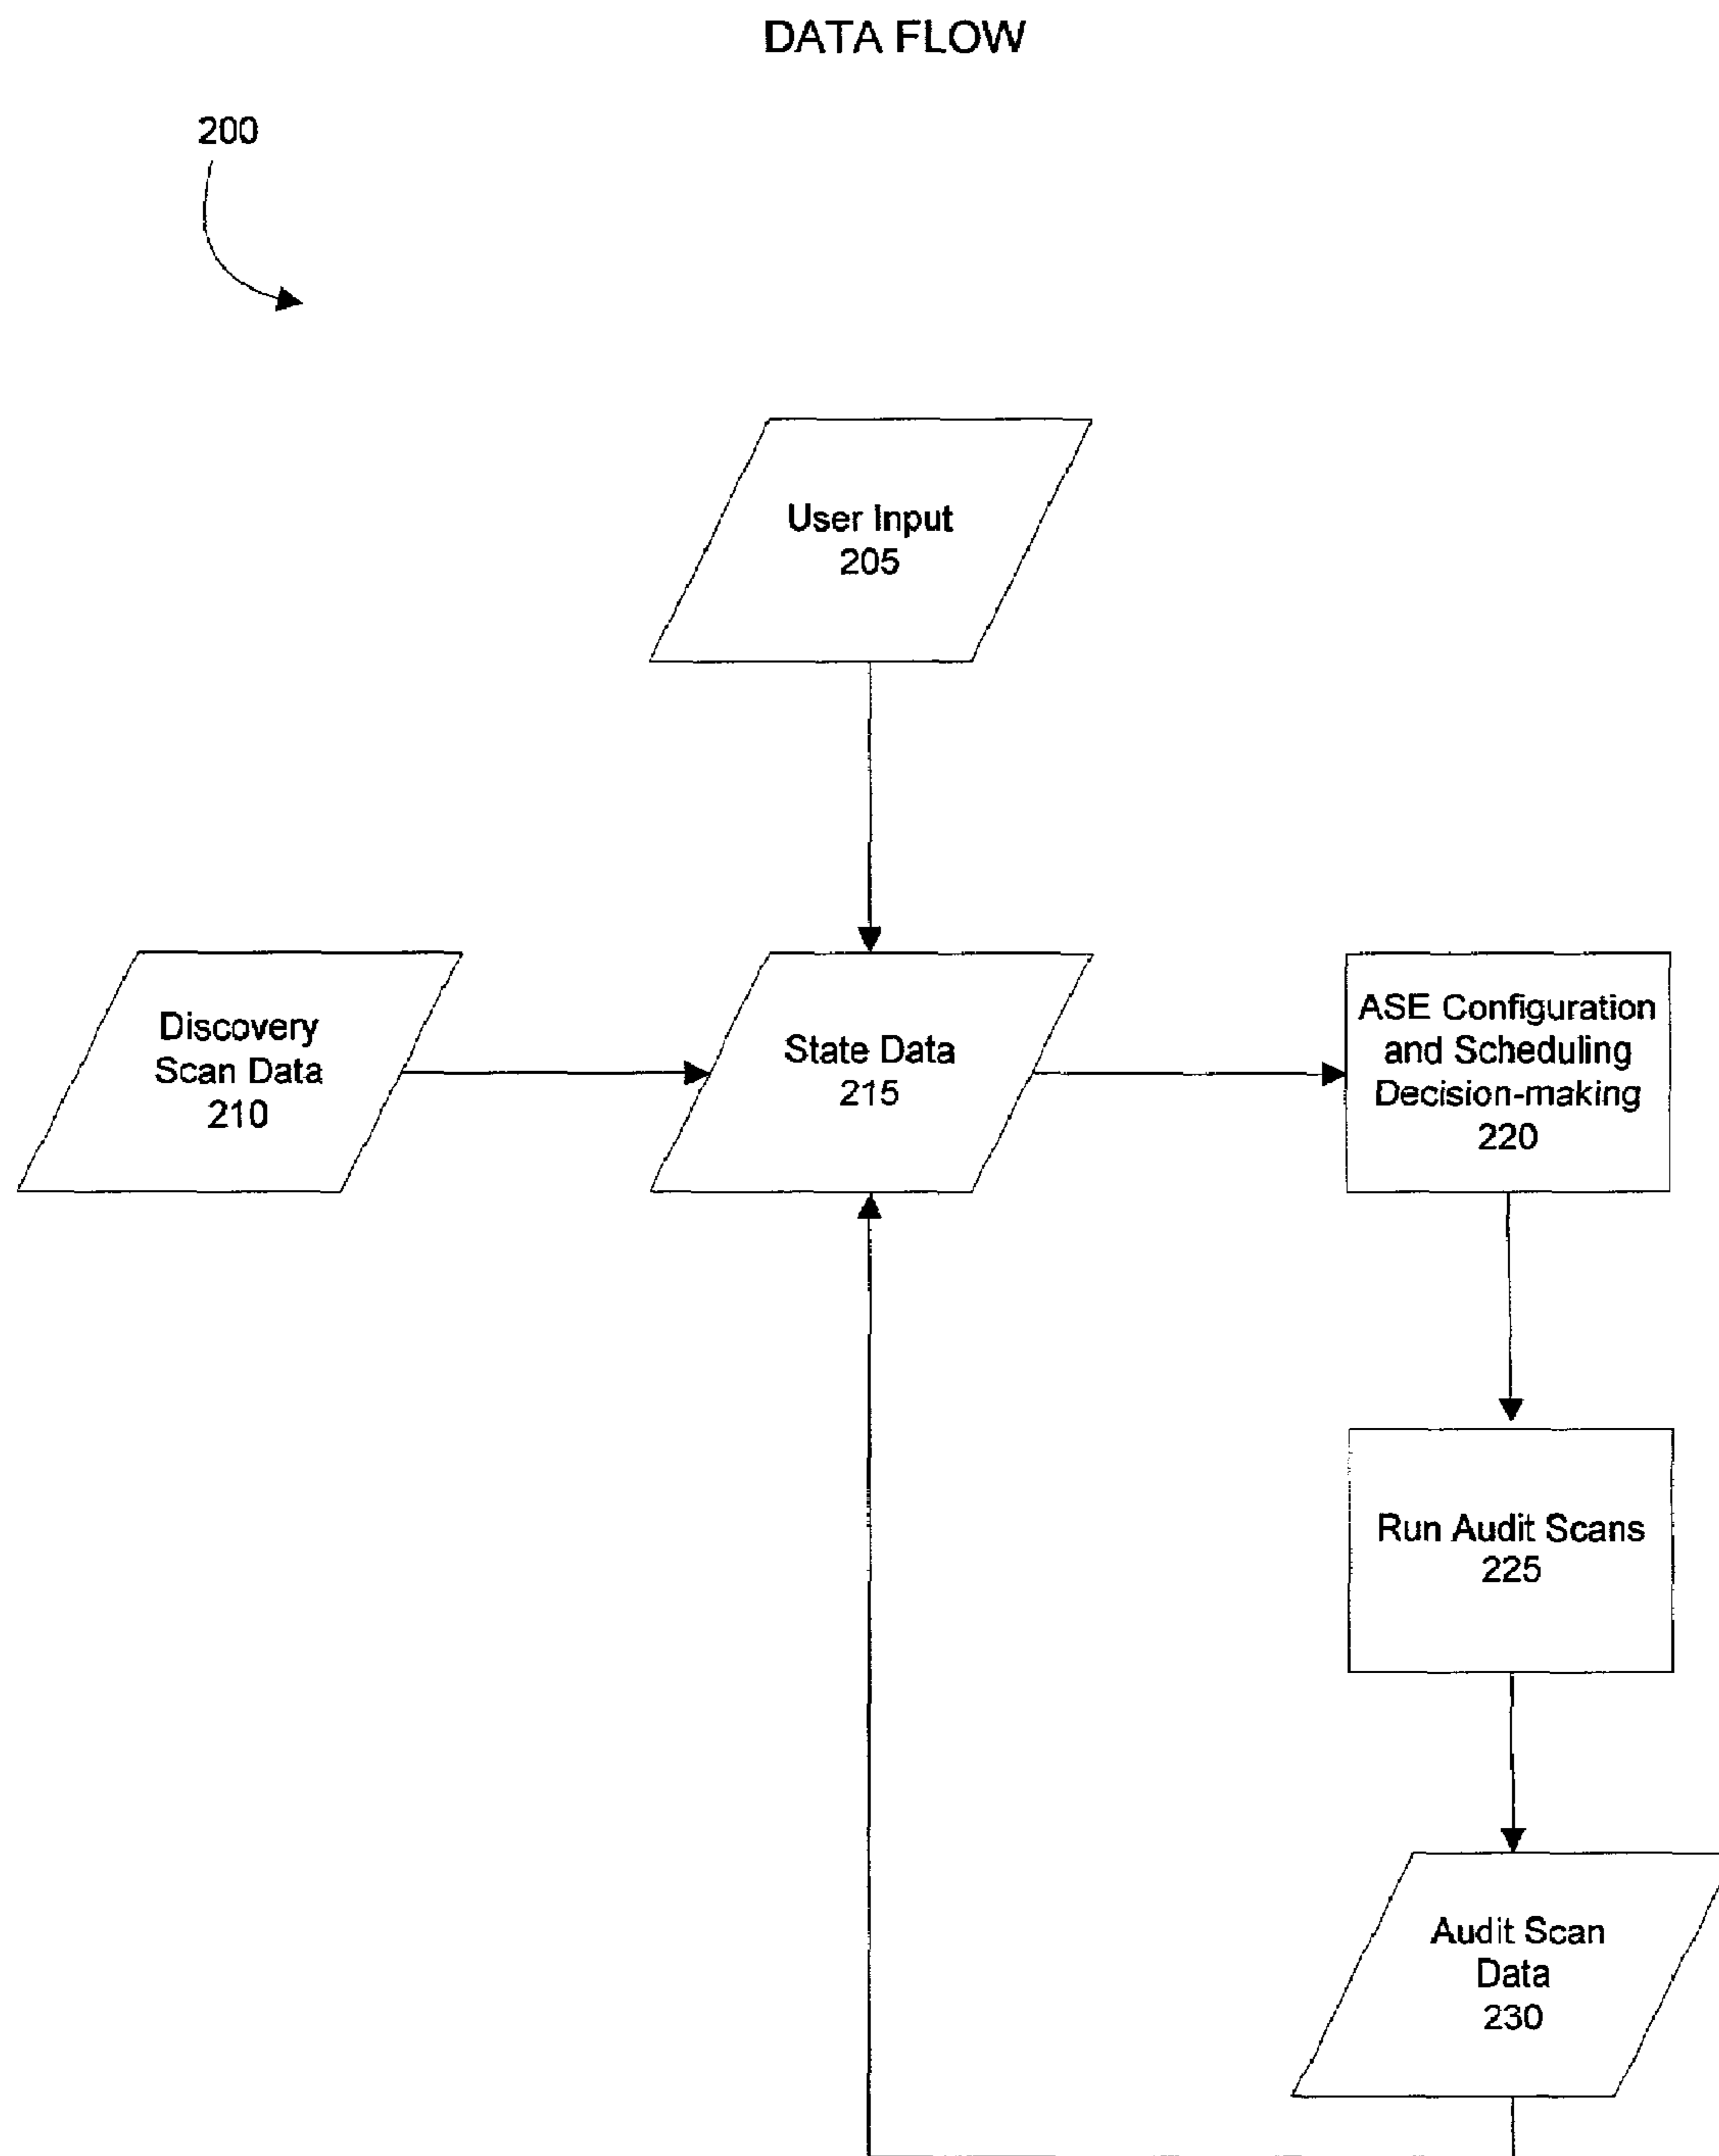 DATA FLOW
200
User Input
205
Discovery
Scan Data
210
State Data
215
ASE Configuration
and Scheduling
Decision-making
220
Run Audit Scans
225
Audit Scan
Data
230